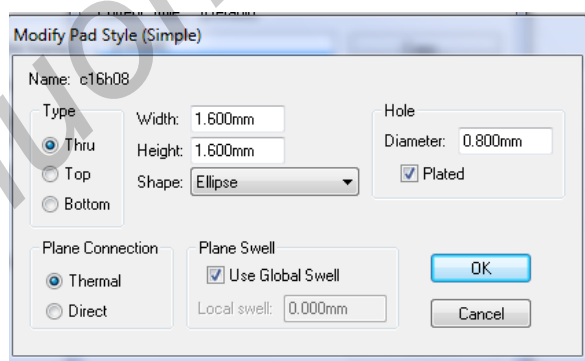 Modify Pad Style (Simple)
Name: c16h08
Type
Thru
Top
Bottom
Width: 1.600mm
Height: 1.600mm
Shape: Ellipse
Hole
Diameter: 0.800mm
Plated
Plane Connection
Thermal
Direct
Plane Swell
Use Global Swell
Local swell: 0.000mm
OK
Cancel